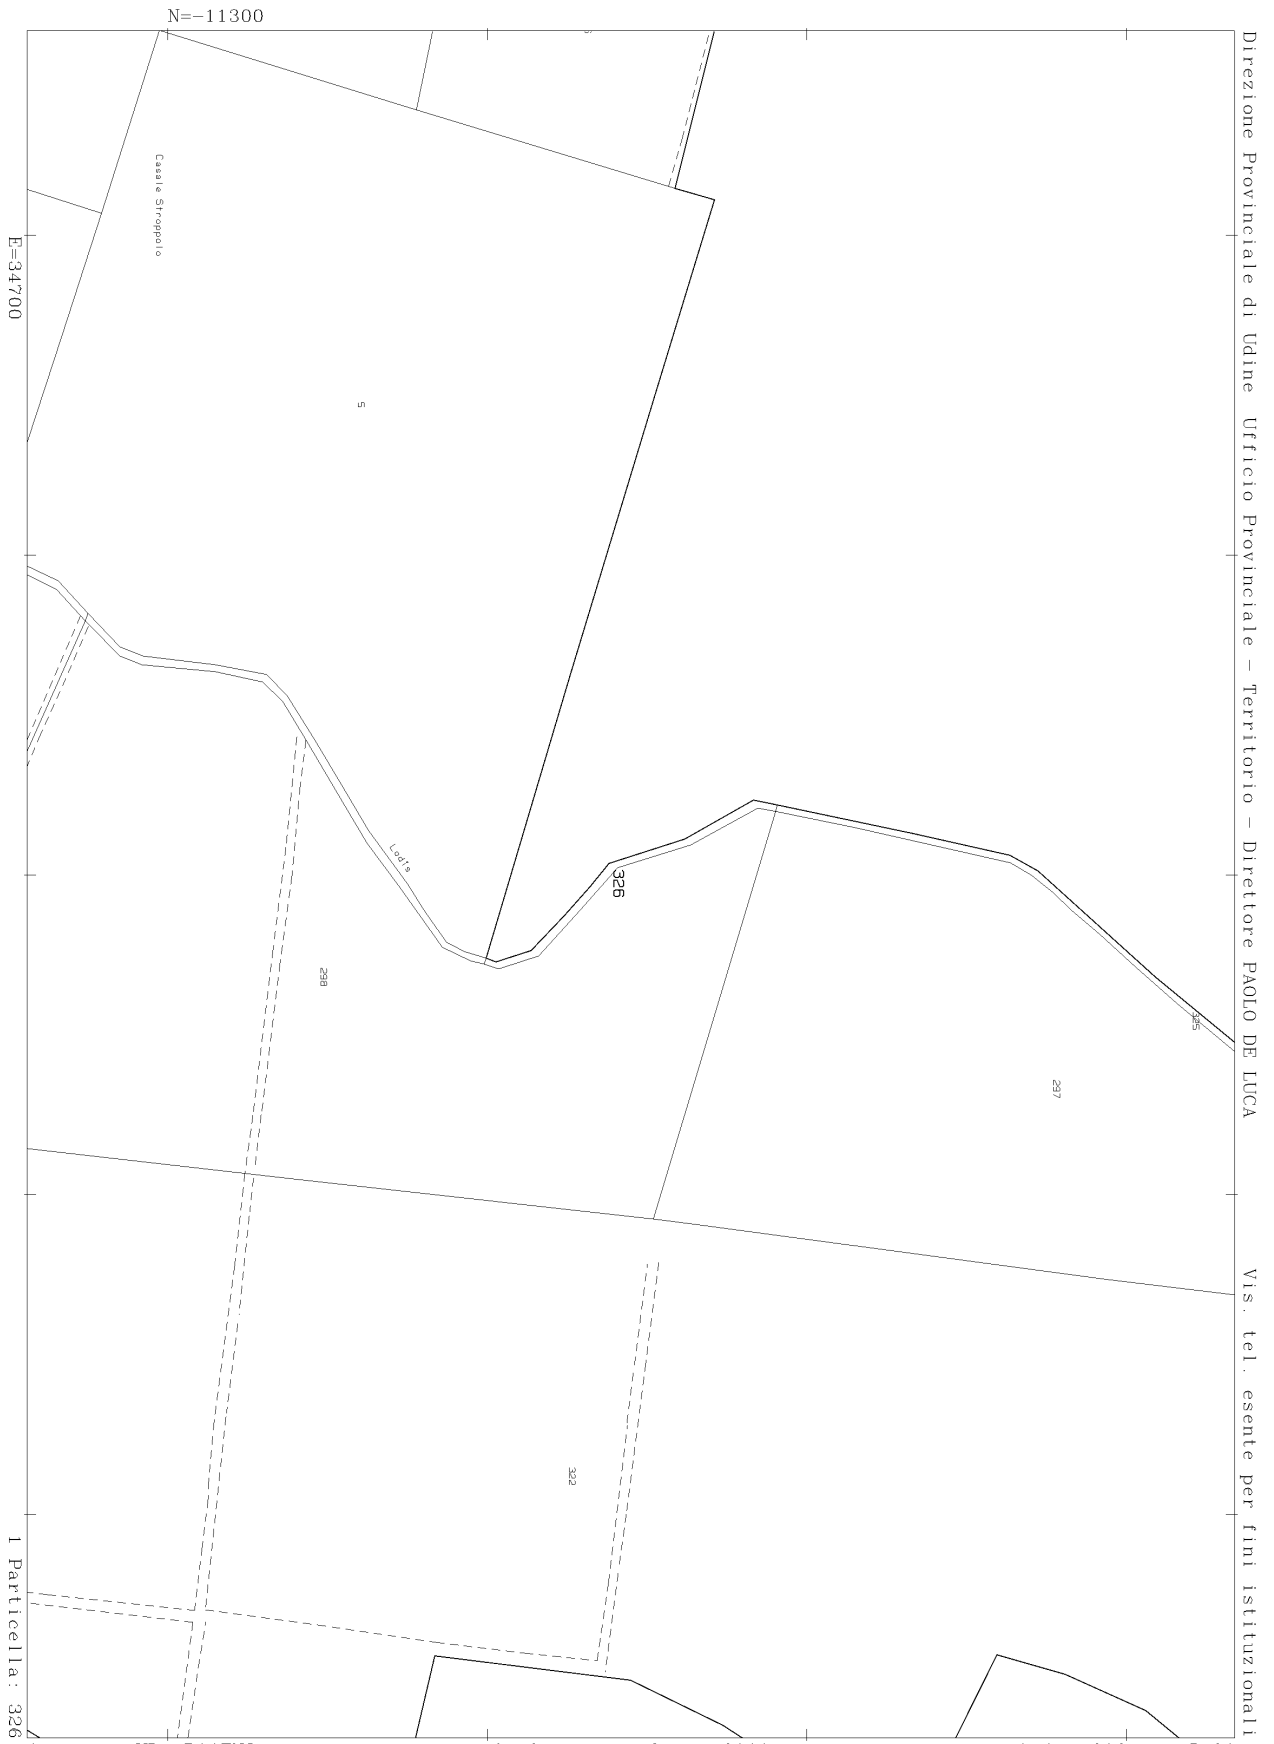 N=-11300
Direzione Provinciale di Udine Ufficio Provinciale - Territorio - Direttore PAOLO DE LUCA
Vis. tel. esente per fini istituzionali
Casale Stroppolo
E=34700
5
Lodis
326
298
325
297
322
1 Particella: 326